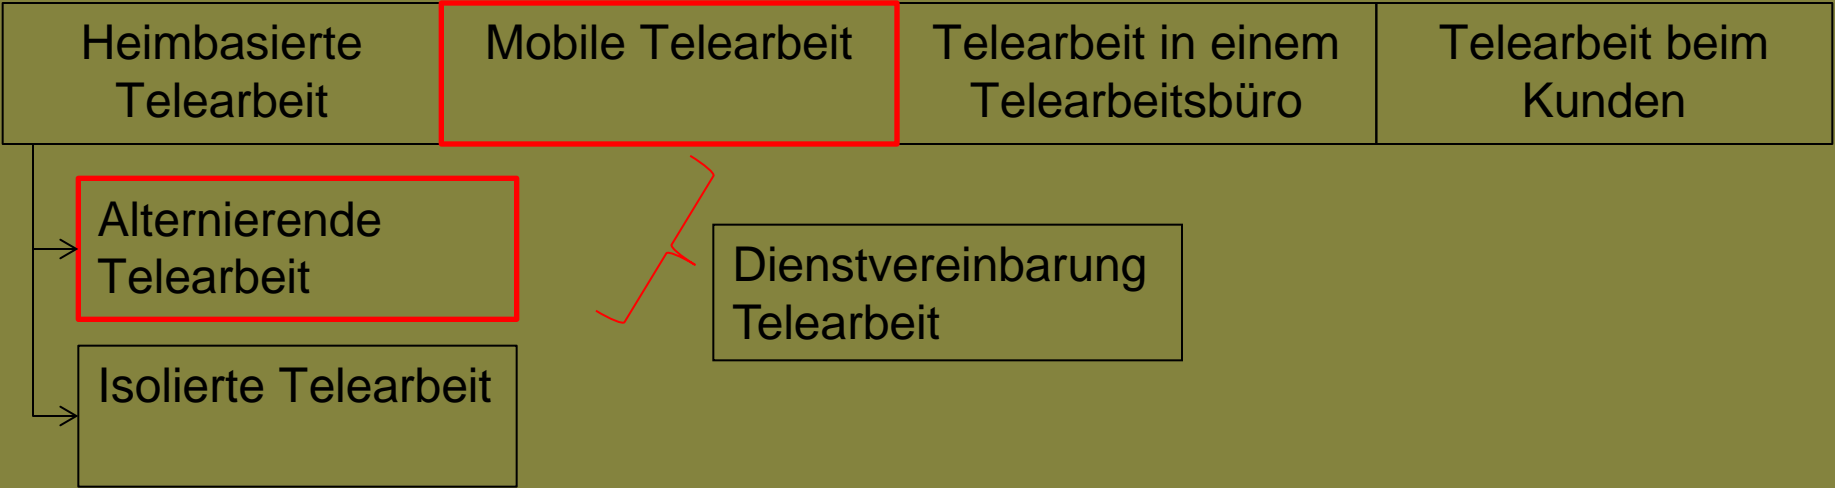 Heimbasierte
Telearbeit
Mobile Telearbeit
Telearbeit in einem
Telearbeitsbüro
Telearbeit beim
Kunden
Alternierende
Telearbeit
Dienstvereinbarung
Telearbeit
Isolierte Telearbeit